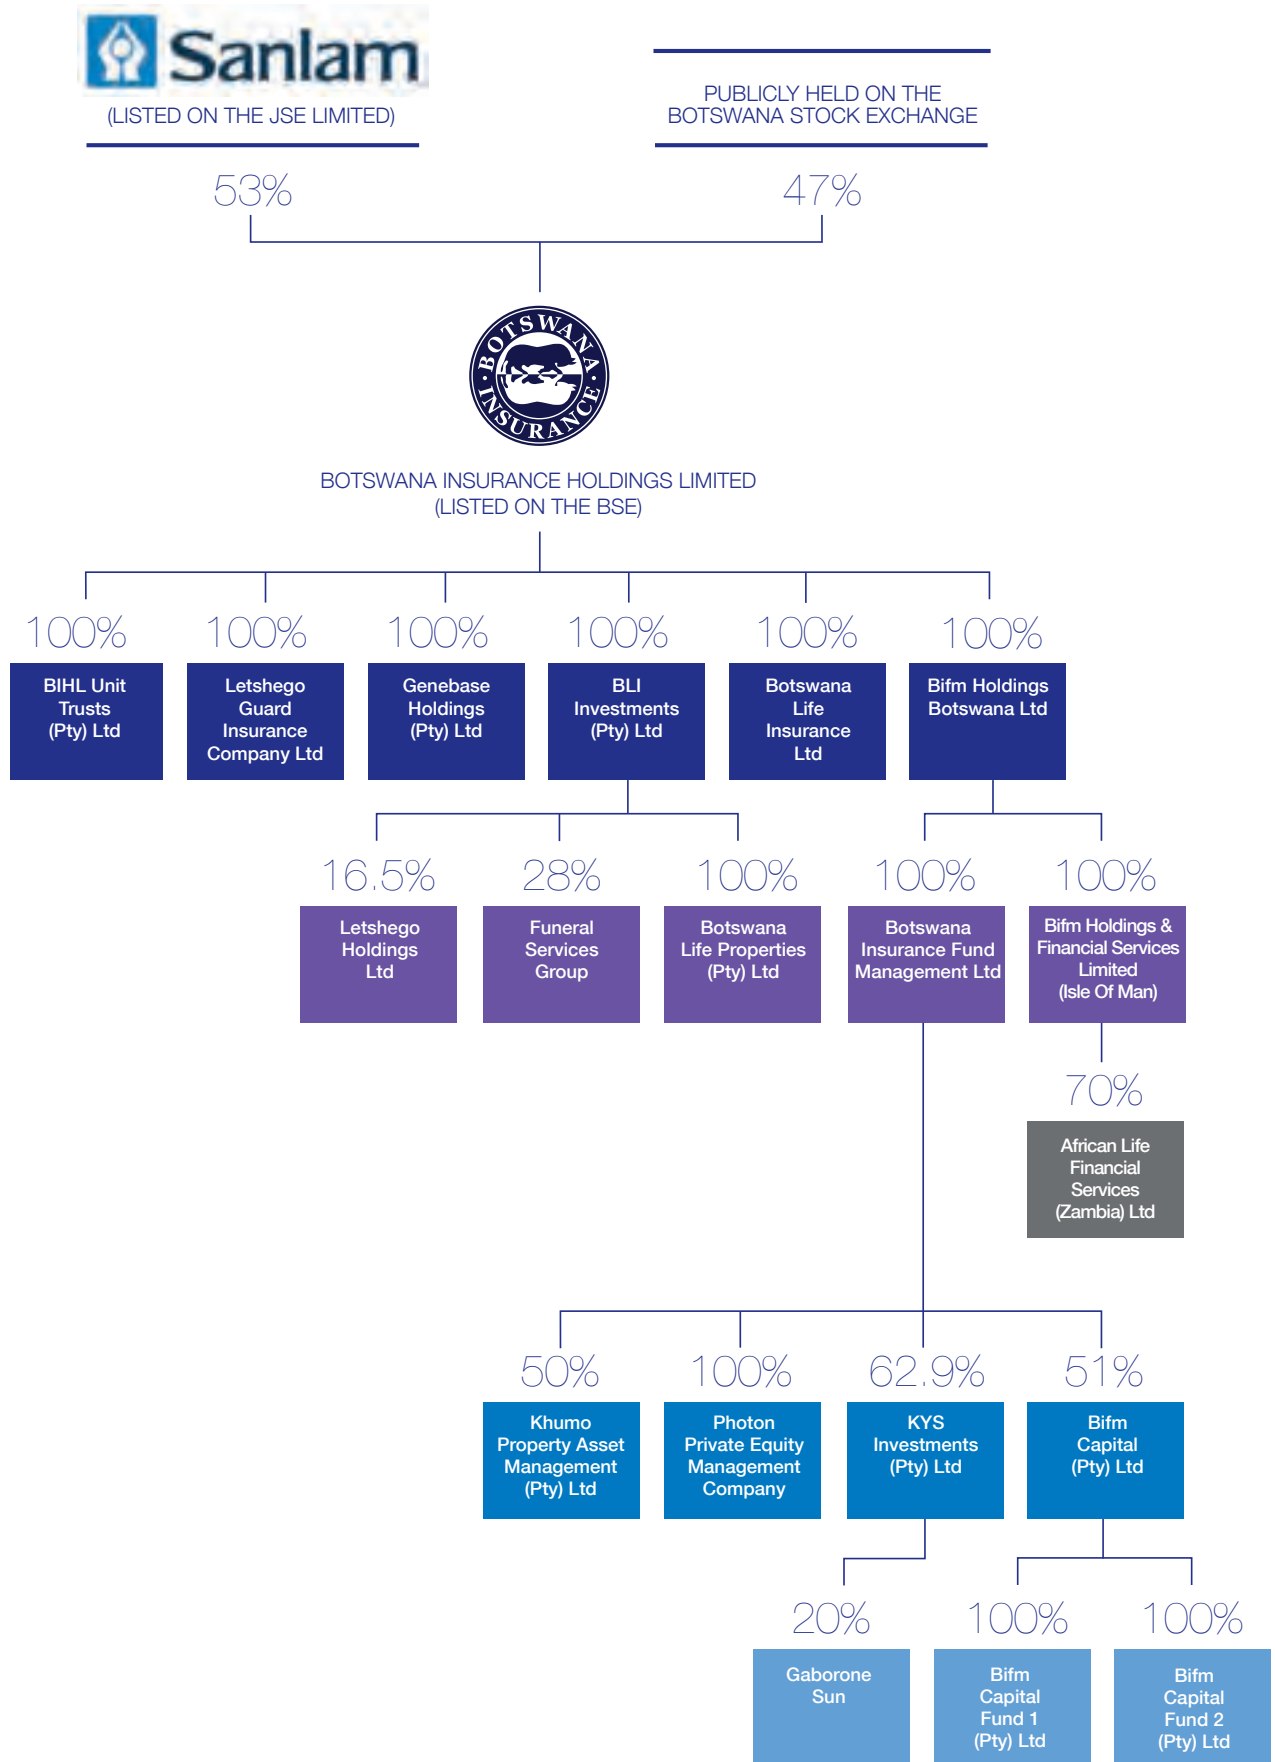 Sanlam
(LISTED ON THE JSE LIMITED)
PUBLICLY HELD ON THE
BOTSWANA STOCK EXCHANGE
53%
47%
BOTSWANA
INSURANCE
BOTSWANA INSURANCE HOLDINGS LIMITED
(LISTED ON THE BSE)
100%
BIHL Unit
Trusts
(Pty) Ltd
100%
Letshego
Guard
Insurance
Company Ltd
100%
Genebase
Holdings
(Pty) Ltd
100%
BLI
Investments
(Pty) Ltd
100%
Botswana
Life
Insurance
Ltd
100%
Bifm Holdings
Botswana Ltd
16.5%
Letshego
Holdings
Ltd
28%
Funeral
Services
Group
100%
Botswana
Life Properties
(Pty) Ltd
100%
Botswana
Insurance Fund
Management Ltd
100%
Bifm Holdings &
Financial Services
Limited
(Isle Of Man)
70%
African Life
Financial
Services
(Zambia) Ltd
50%
Khumo
Property Asset
Management
(Pty) Ltd
100%
Photon
Private Equity
Management
Company
62.9%
KYS
Investments
(Pty) Ltd
51%
Bifm
Capital
(Pty) Ltd
20%
Gaborone
Sun
100%
Bifm
Capital
Fund 1
(Pty) Ltd
100%
Bifm
Capital
Fund 2
(Pty) Ltd